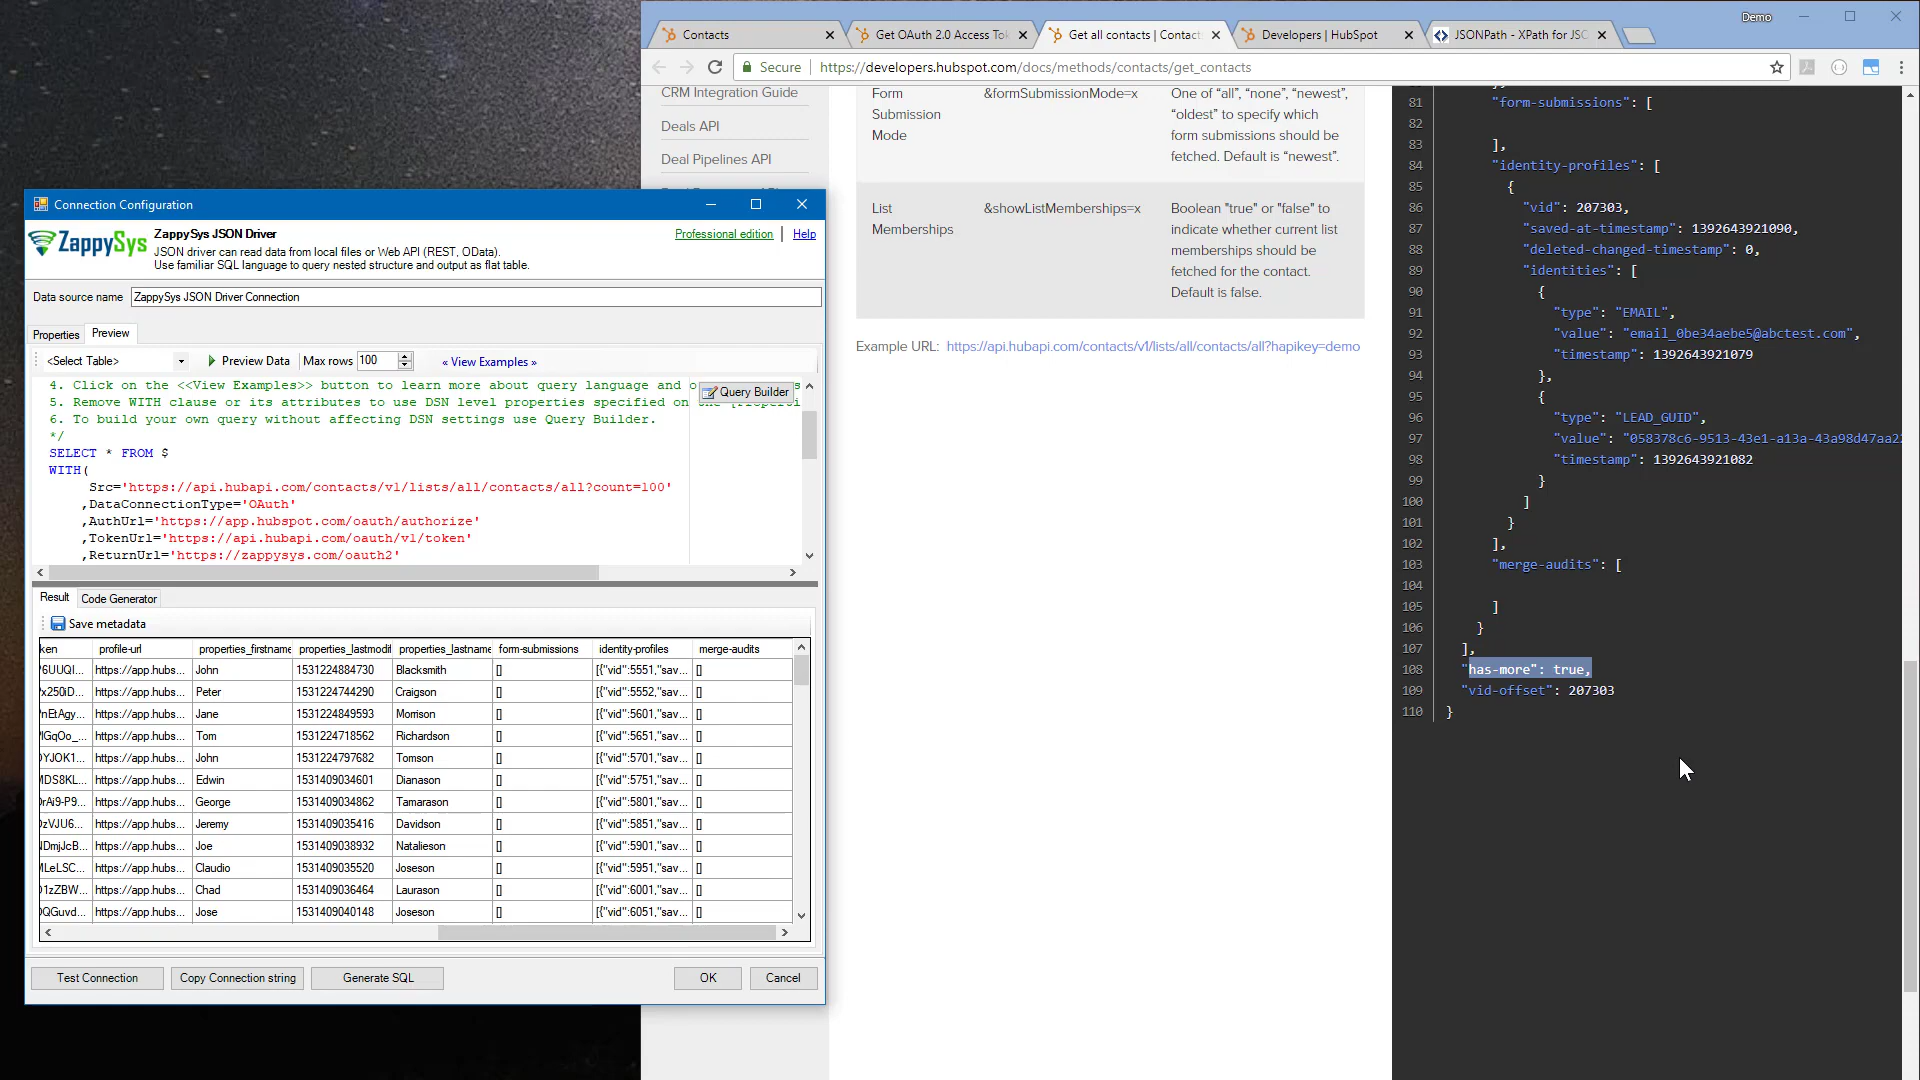 Demo
Contacts
Get OAuth 2.0 Access Tok
Get all contacts | Contacts
Developers | HubSpot
JSONPath - XPath for JSO
Secure
https://developers.hubspot.com/docs/methods/contacts/get_contacts
CRM Integration Guide
Deals API
Deal Pipelines API
Form Submission Mode
&formSubmissionMode=x
One of “all”, “none”, “newest”,
“oldest” to specify which
form submissions should be
fetched. Default is “newest”.
List
Memberships
&showListMemberships=x
Boolean "true" or "false" to
indicate whether current list
memberships should be
fetched for the contact.
Default is false.
Example URL: https://api.hubapi.com/contacts/v1/lists/all/contacts/all?hapikey=demo
81 "form-submissions": [
82
83 ],
84 "identity-profiles": [
85 {
86 "vid": 207303,
87 "saved-at-timestamp": 1392643921090,
88 "deleted-changed-timestamp": 0,
89 "identities": [
90 {
91 "type": "EMAIL",
92 "value": "email_0be34aebe5@abctest.com",
93 "timestamp": 1392643921079
94 },
95 {
96 "type": "LEAD_GUID",
97 "value": "058378c6-9513-43e1-a13a-43a98d47aa22
98 "timestamp": 1392643921082
99 }
100 ]
101 }
102 ],
103 "merge-audits": [
104
105 ]
106 }
107 ],
108 "has-more": true,
109 "vid-offset": 207303
110 }
Connection Configuration
ZappySys
ZappySys JSON Driver
JSON driver can read data from local files or Web API (REST, OData).
Use familiar SQL language to query nested structure and output as flat table.
Professional edition | Help
Data source name ZappySys JSON Driver Connection
Properties Preview
<Select Table> Preview Data Max rows 100 « View Examples »
4. Click on the <<View Examples>> button to learn more about query language and o
Query Builder
5. Remove WITH clause or its attributes to use DSN level properties specified on
6. To build your own query without affecting DSN settings use Query Builder.
*/
SELECT * FROM $
WITH(
Src='https://api.hubapi.com/contacts/v1/lists/all/contacts/all?count=100'
,DataConnectionType='OAuth'
,AuthUrl='https://app.hubspot.com/oauth/authorize'
,TokenUrl='https://api.hubapi.com/oauth/v1/token'
,ReturnUrl='https://zappysys.com/oauth2'
Result Code Generator
Save metadata
ken profile-url properties_firstname properties_lastmodif properties_lastname form-submissions identity-profiles merge-audits
https://app.hubs... John 1531224884730 Blacksmith [] [{"vid":5551,"sav... []
https://app.hubs... Peter 1531224744290 Craigson [] [{"vid":5552,"sav... []
https://app.hubs... Jane 1531224849593 Morrison [] [{"vid":5601,"sav... []
https://app.hubs... Tom 1531224718562 Richardson [] [{"vid":5651,"sav... []
https://app.hubs... John 1531224797682 Tomson [] [{"vid":5701,"sav... []
https://app.hubs... Edwin 1531409034601 Dianason [] [{"vid":5751,"sav... []
https://app.hubs... George 1531409034862 Tamarason [] [{"vid":5801,"sav... []
https://app.hubs... Jeremy 1531409035416 Davidson [] [{"vid":5851,"sav... []
https://app.hubs... Joe 1531409038932 Natalieson [] [{"vid":5901,"sav... []
https://app.hubs... Claudio 1531409035520 Joseson [] [{"vid":5951,"sav... []
https://app.hubs... Chad 1531409036464 Laurason [] [{"vid":6001,"sav... []
https://app.hubs... Jose 1531409040148 Joseson [] [{"vid":6051,"sav... []
Test Connection Copy Connection string Generate SQL OK Cancel